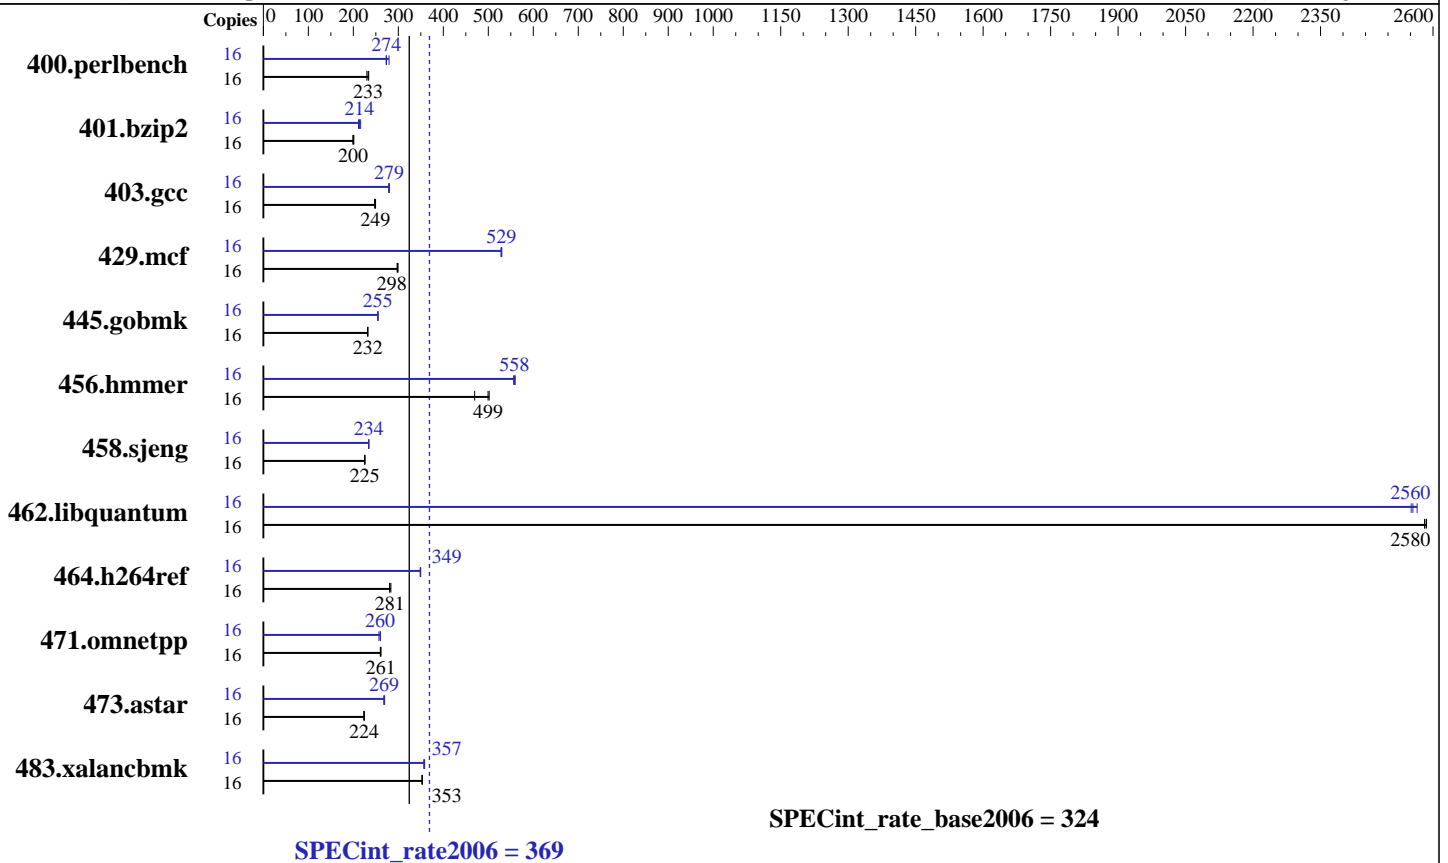 Copies 0 100 200 300 400 500 600 700 800 900 1000 1150 1300 1450 1600 1750 1900 2050 2200 2350 2600
400.perlbench 16 274
16 233
401.bzip2 16 214
16 200
403.gcc 16 279
16 249
429.mcf 16 529
16 298
445.gobmk 16 255
16 232
456.hmmer 16 558
16 499
458.sjeng 16 234
16 225
462.libquantum 16 2560
16 2580
464.h264ref 16 349
16 281
471.omnetpp 16 260
16 261
473.astar 16 269
16 224
483.xalancbmk 16 357
16 353
SPECint_rate_base2006 = 324
SPECint_rate2006 = 369